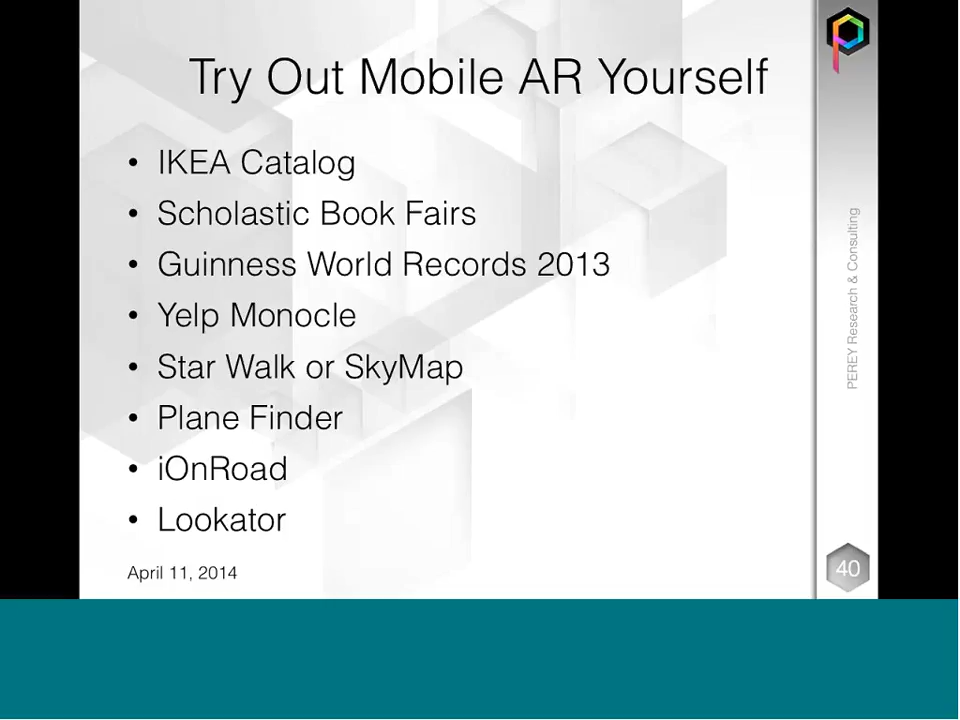 Try Out Mobile AR Yourself
• IKEA Catalog
• Scholastic Book Fairs
• Guinness World Records 2013
• Yelp Monocle
• Star Walk or SkyMap
• Plane Finder
• iOnRoad
• Lookator
April 11, 2014
PEREY Research & Consulting
40